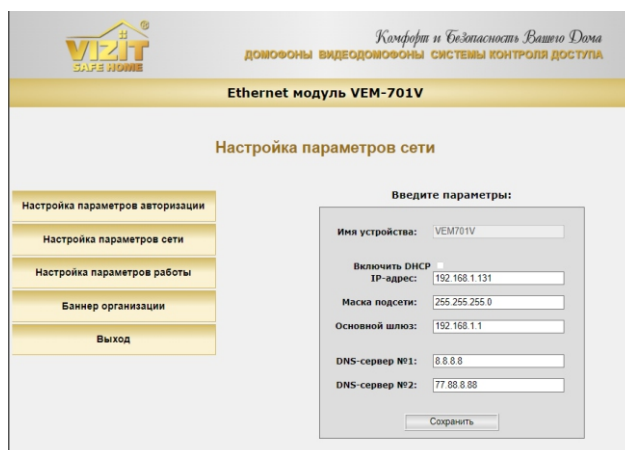 VIZIT
®
SAFE HOME
Комфорт и Безопасность Вашего Дома
ДОМОФОНЫ ВИДЕОДОМОФОНЫ СИСТЕМЫ КОНТРОЛЯ ДОСТУПА
Ethernet модуль VEM-701V
Настройка параметров сети
Настройка параметров авторизации
Настройка параметров сети
Настройка параметров работы
Баннер организации
Выход
Введите параметры:
Имя устройства: VEM701V
Включить DHCP
IP-адрес: 192.168.1.131
Маска подсети: 255.255.255.0
Основной шлюз: 192.168.1.1
DNS-сервер №1: 8.8.8.8
DNS-сервер №2: 77.88.8.88
Сохранить